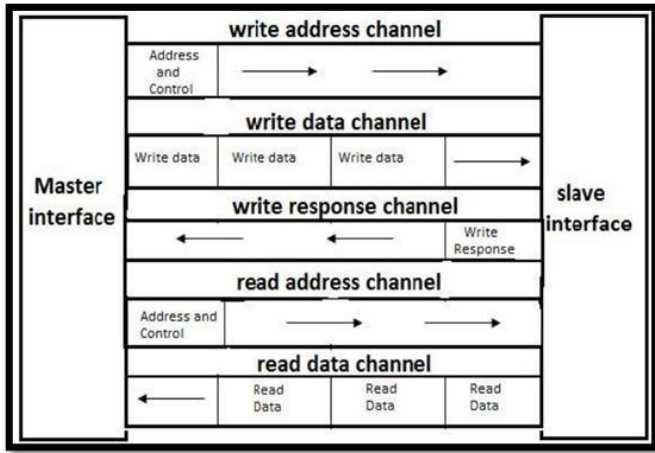 write address channel
Address
and
Control
write data channel
Write data Write data Write data
Master
interface
slave
interface
write response channel
Write
Response
read address channel
Address and
Control
read data channel
Read
Data
Read
Data
Read
Data